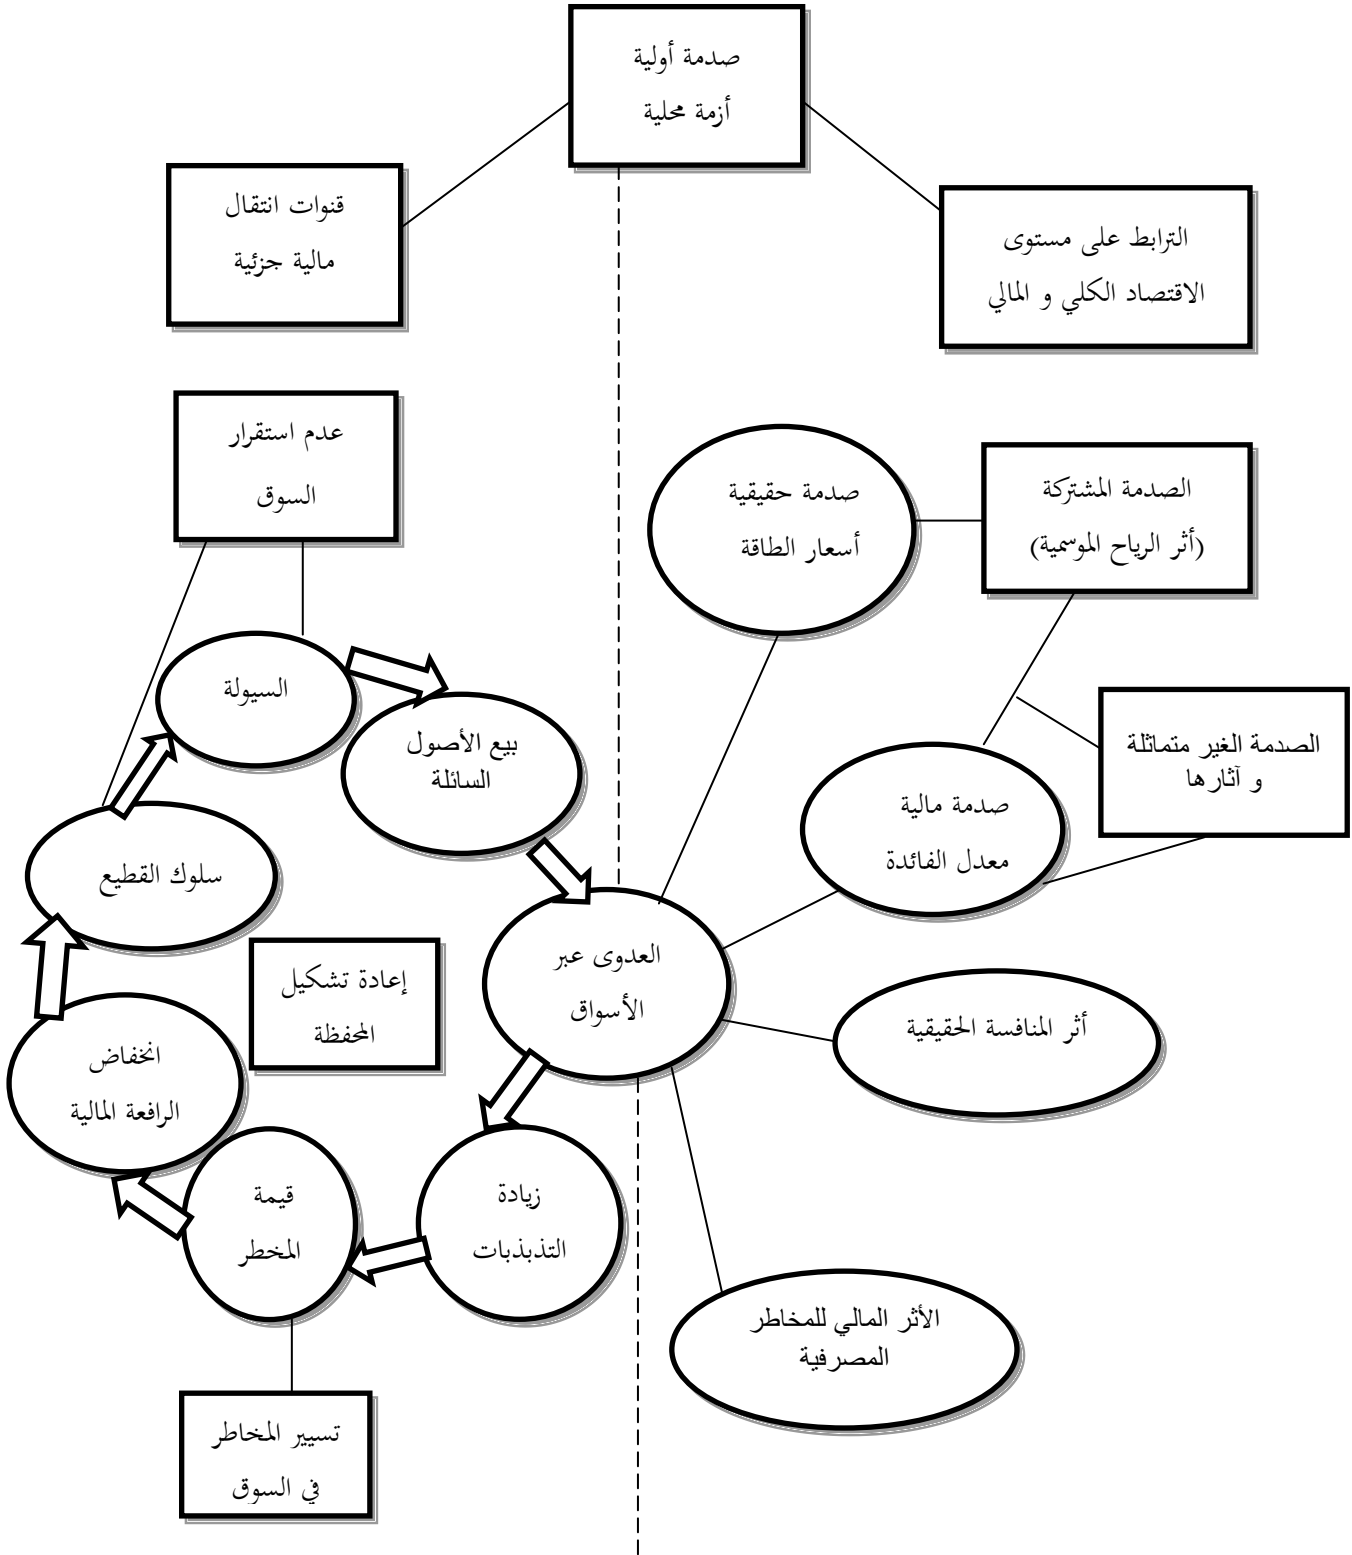 صدمة أولية
أزمة محلية
قنوات انتقال
مالية جزئية
الترابط على مستوى
الاقتصاد الكلي و المالي
عدم استقرار
السوق
صدمة حقيقية
أسعار الطاقة
الصدمة المشتركة
(أثر الرياح الموسمية)
السيولة
بيع الأصول
السائلة
الصدمة الغير متماثلة
و آثارها
صدمة مالية
معدل الفائدة
سلوك القطيع
العدوى عبر
الأسواق
إعادة تشكيل
المحفظة
أثر المنافسة الحقيقية
انخفاض
الرافعة المالية
قيمة
المخطر
زيادة
التذبذبات
الأثر المالي للمخاطر
المصرفية
تسيير المخاطر
في السوق